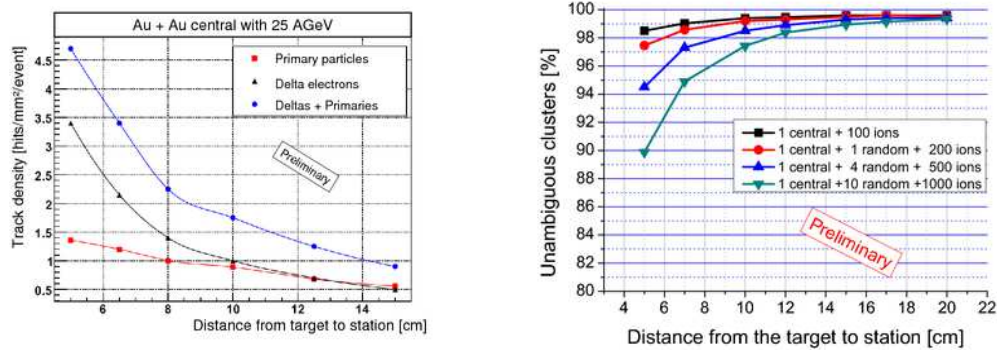 Au + Au central with 25 AGeV
Track density [hits/mm²/event]
4.5
4
3.5
3
2.5
2
1.5
1
0.5
Primary particles
Delta electrons
Deltas + Primaries
Preliminary
6
8
10
12
14
Distance from target to station [cm]
Unambiguous clusters [%]
100
98
96
94
92
90
88
86
84
82
80
1 central + 100 ions
1 central + 1 random + 200 ions
1 central + 4 random + 500 ions
1 central +10 random +1000 ions
Preliminary
4
6
8
10
12
14
16
18
20
22
Distance from the target to station [cm]